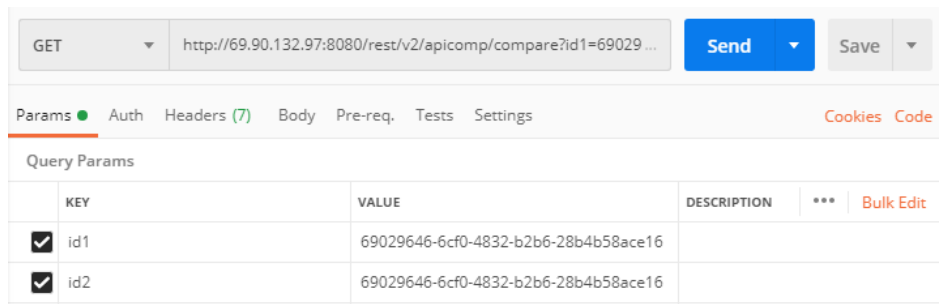 GET http://69.90.132.97:8080/rest/v2/apicomp/compare?id1=69029 ... Send Save
Params Auth Headers (7) Body Pre-req. Tests Settings Cookies Code
Query Params
KEY VALUE DESCRIPTION ••• Bulk Edit
id1 69029646-6cf0-4832-b2b6-28b4b58ace16
id2 69029646-6cf0-4832-b2b6-28b4b58ace16